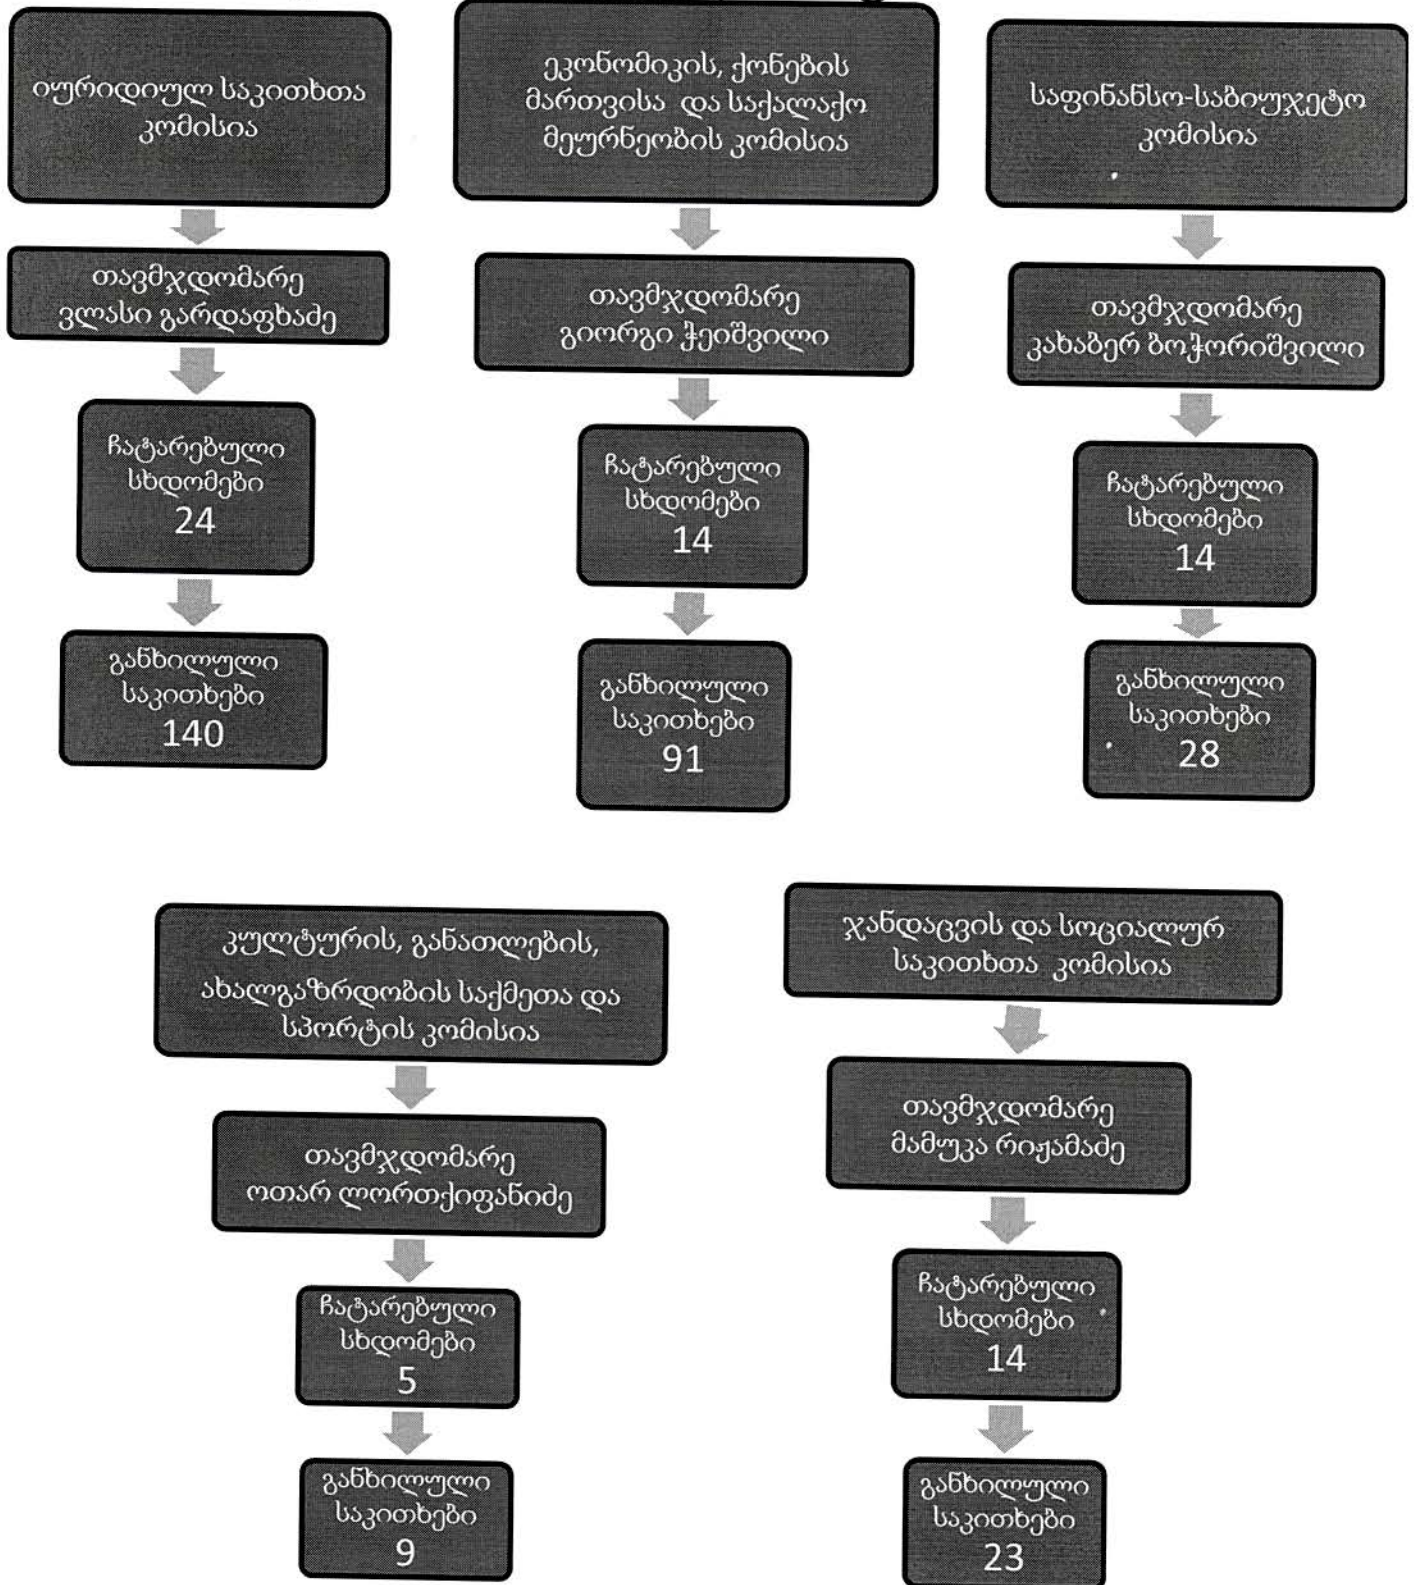 იურიდიულ საკითხთა
კომისია
თავმჯდომარე
ვლასი გარდაფხაძე
ჩატარებული
სხდომები
24
განხილული
საკითხები
140
ეკონომიკის, ქონების
მართვისა და საქალაქო
მეურნეობის კომისია
თავმჯდომარე
გიორგი ჭეიშვილი
ჩატარებული
სხდომები
14
განხილული
საკითხები
91
საფინანსო-საბიუჯეტო
კომისია
თავმჯდომარე
კახაბერ ბოჭორიშვილი
ჩატარებული
სხდომები
14
განხილული
საკითხები
28
კულტურის, განათლების,
ახალგაზრდობის საქმეთა და
სპორტის კომისია
თავმჯდომარე
ოთარ ლორთქიფანიძე
ჩატარებული
სხდომები
5
განხილული
საკითხები
9
ჯანდაცვის და სოციალურ
საკითხთა კომისია
თავმჯდომარე
მამუკა რიჟამაძე
ჩატარებული
სხდომები
14
განხილული
საკითხები
23